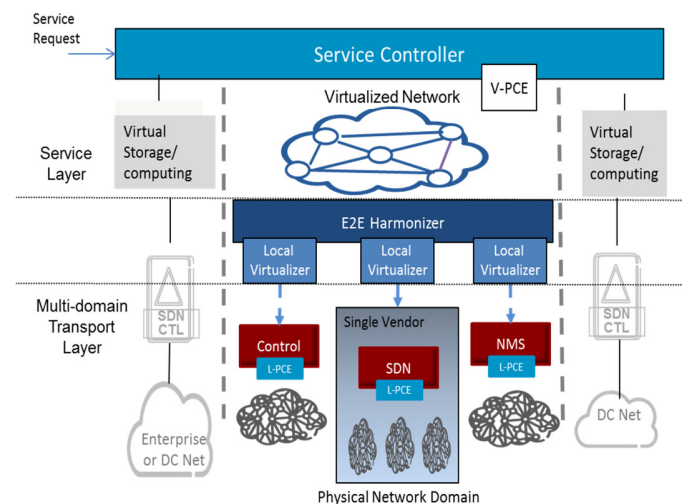 Service
Request
Service Controller
V-PCE
Virtualized Network
Virtual
Storage/
computing
Virtual
Storage/
computing
Service
Layer
E2E Harmonizer
Local
Virtualizer
Local
Virtualizer
Local
Virtualizer
Multi-domain
Transport
Layer
SDN
CTL
SDN
CTL
Single Vendor
Control
L-PCE
SDN
L-PCE
NMS
L-PCE
Enterprise
or DC Net
DC Net
Physical Network Domain